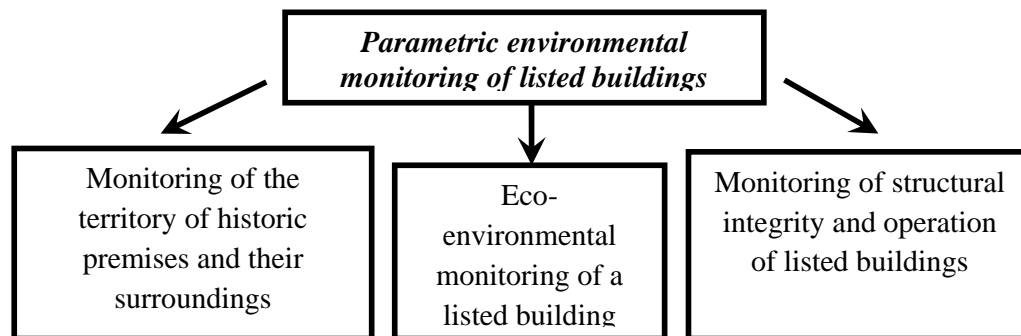 Parametric environmental
monitoring of listed buildings
Monitoring of the
territory of historic
premises and their
surroundings
Eco-
environmental
monitoring of a
listed building
Monitoring of structural
integrity and operation
of listed buildings